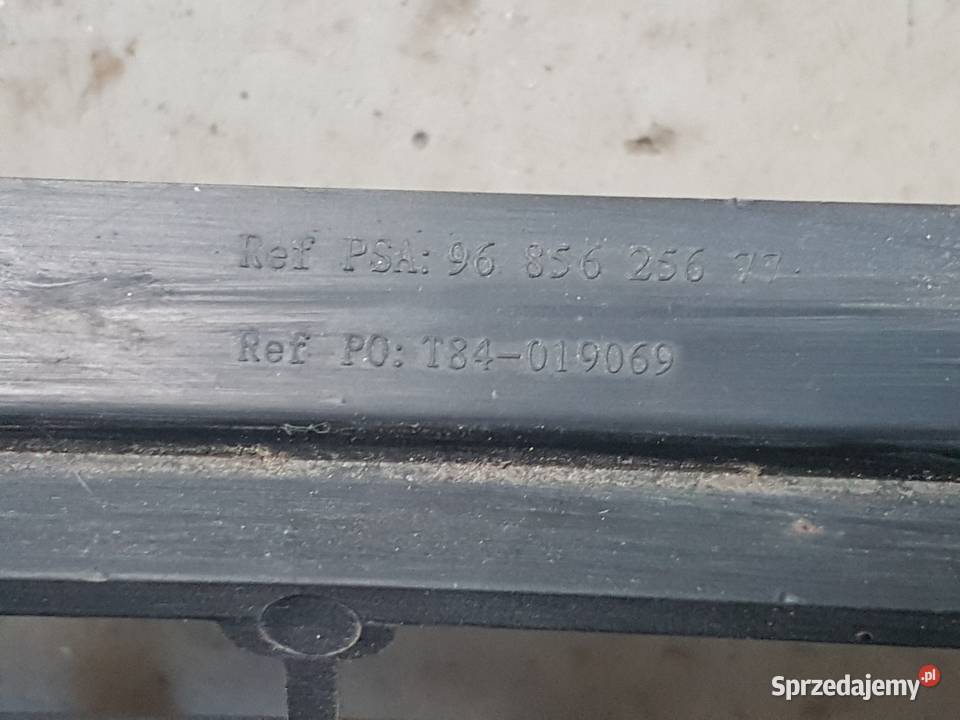 Ref PSA: 96 856 256 77
Ref PO: T84-019069
Sprzedajemy.pl